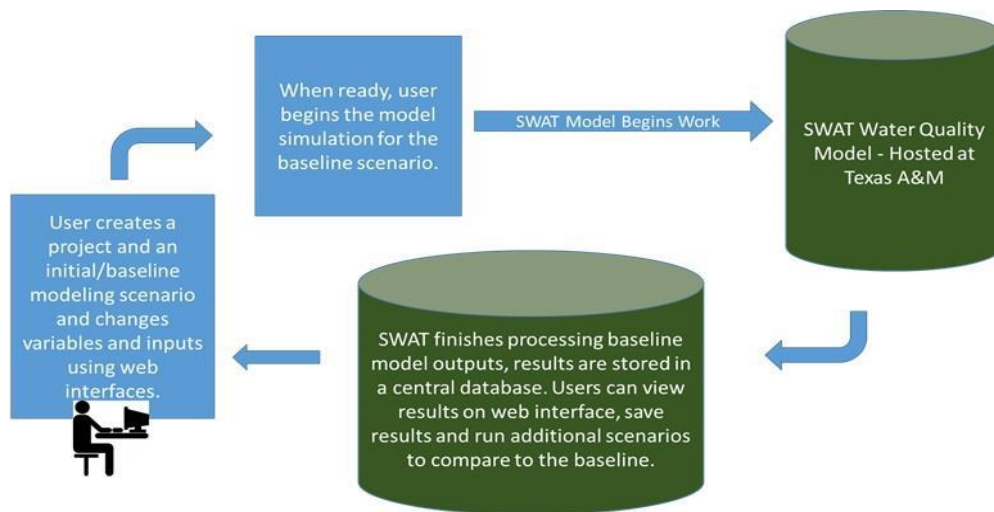 When ready, user
begins the model
simulation for the
baseline scenario.
SWAT Model Begins Work
SWAT Water Quality
Model - Hosted at
Texas A&M
User creates a
project and an
initial/baseline
modeling scenario
and changes
variables and inputs
using web
interfaces.
SWAT finishes processing baseline
model outputs, results are stored in
a central database. Users can view
results on web interface, save
results and run additional scenarios
to compare to the baseline.